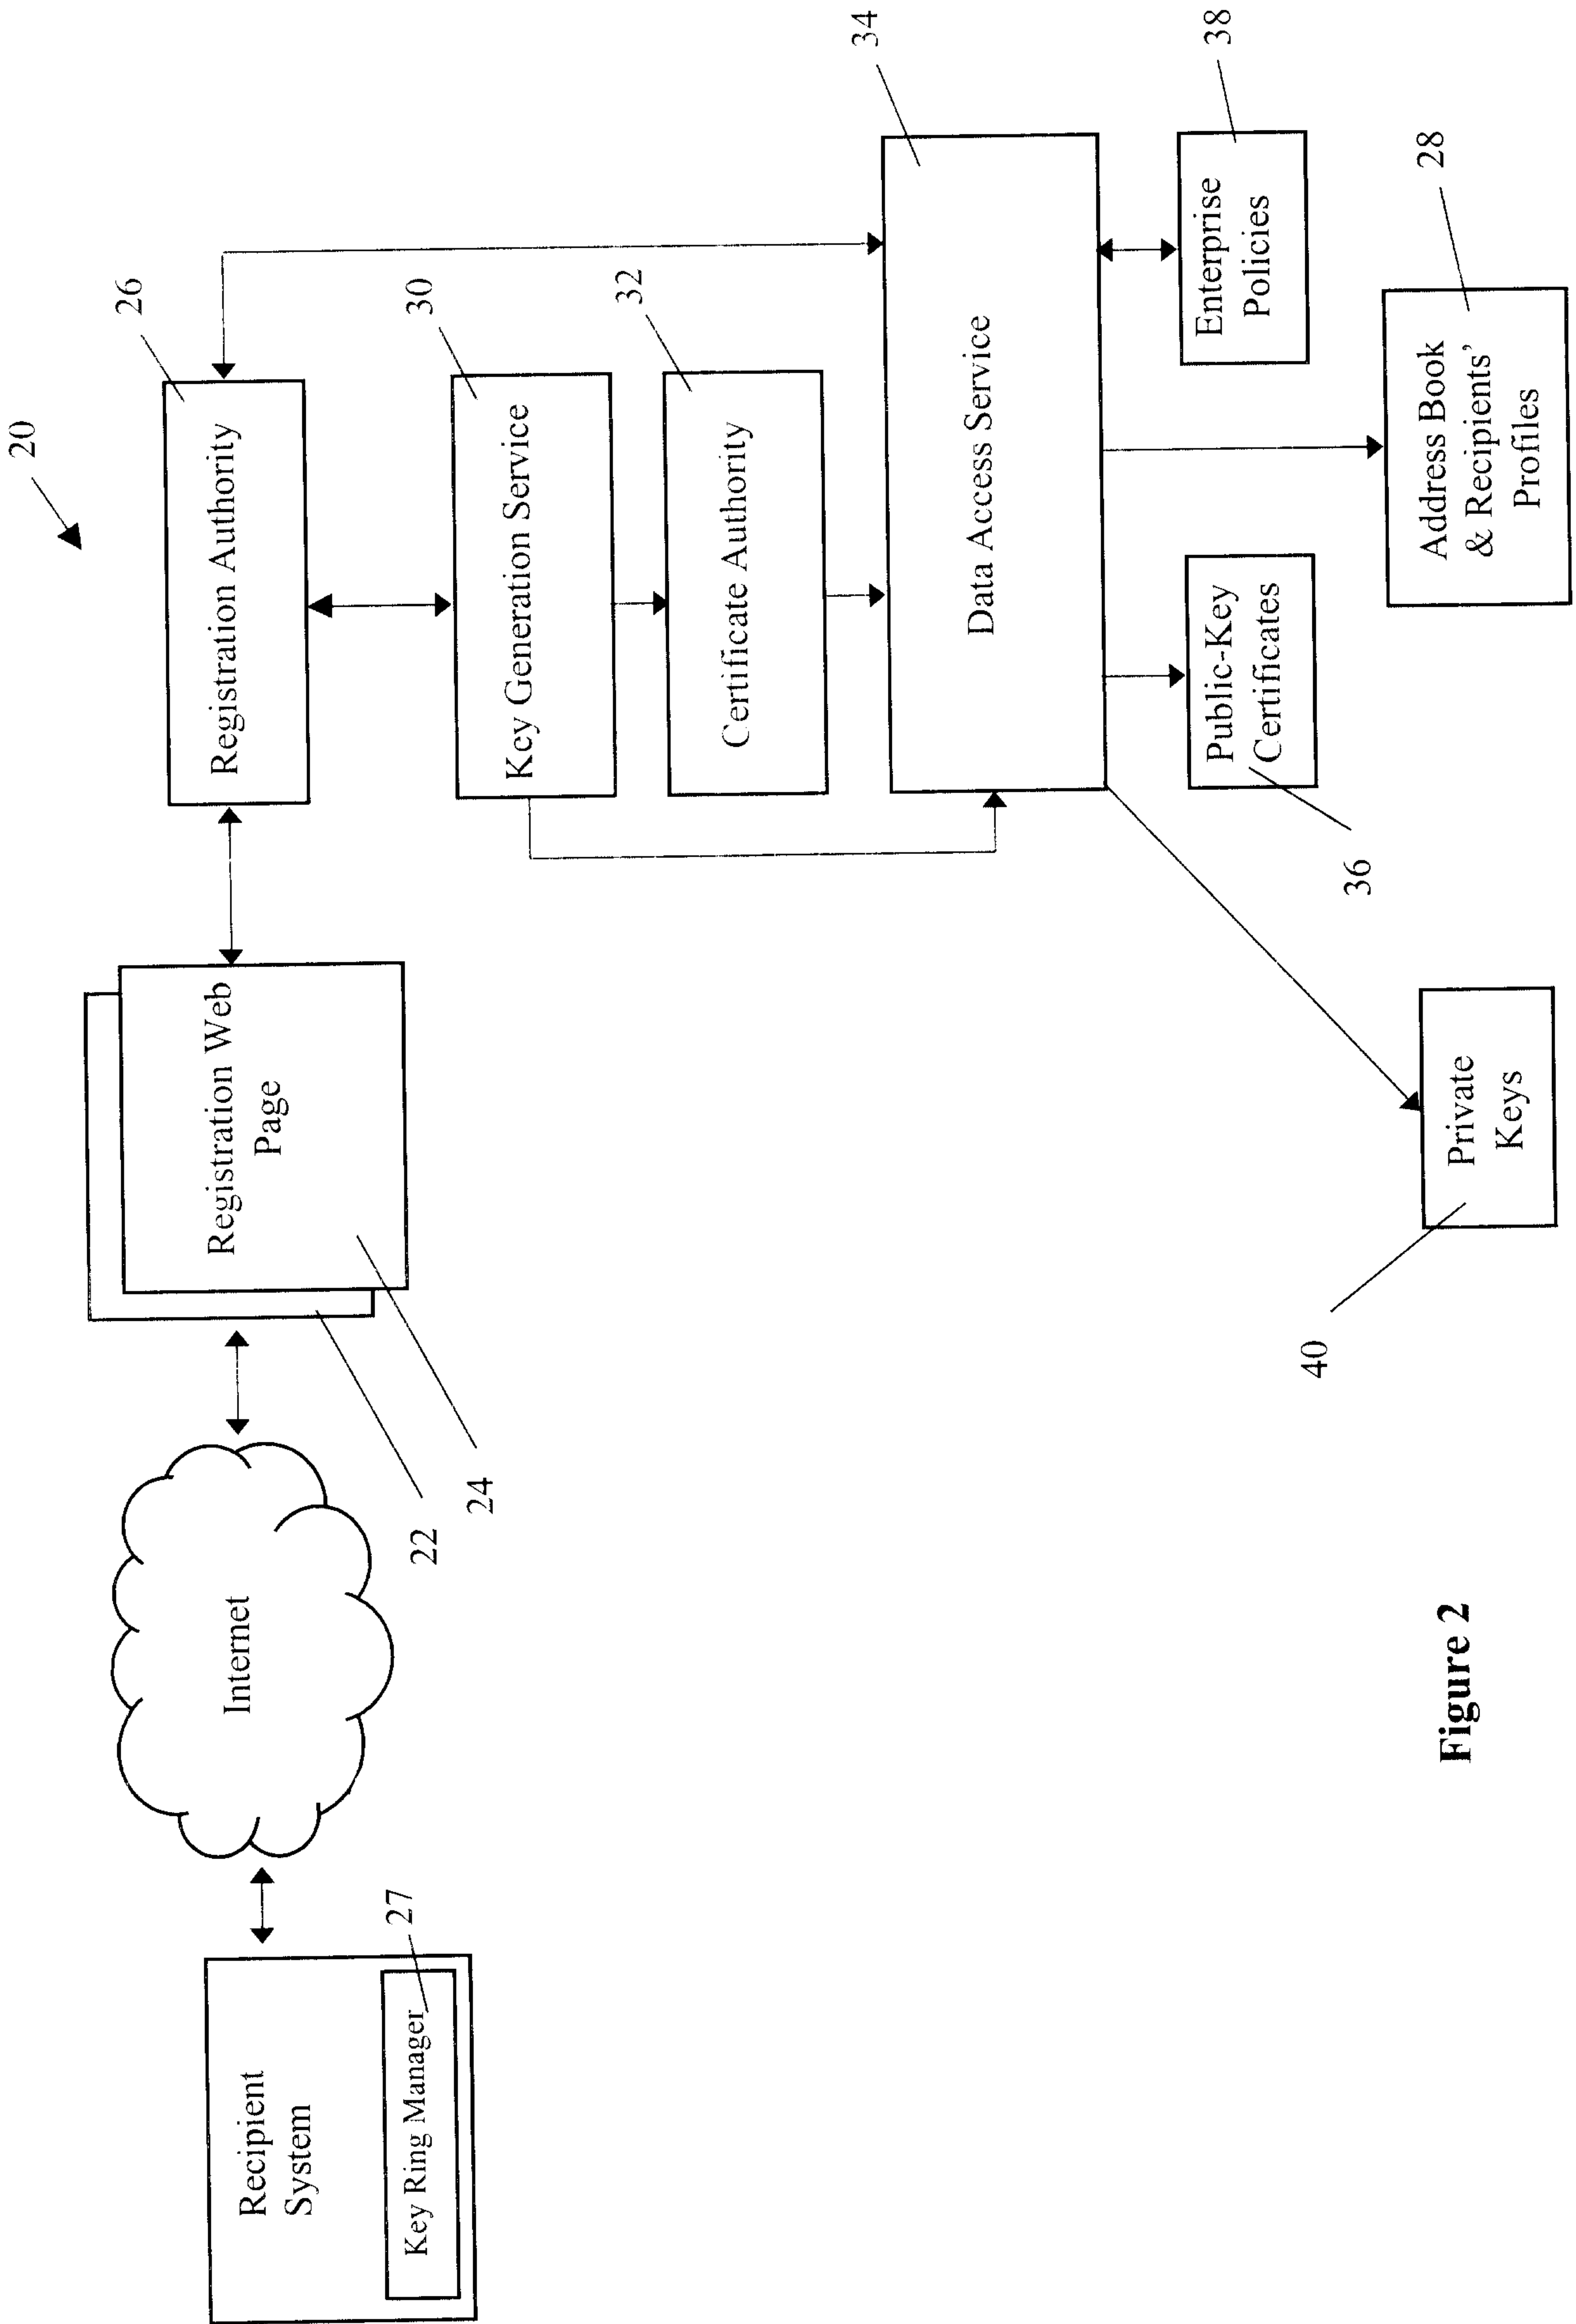 20
Recipient
System
Key Ring Manager
27
Internet
22
24
Registration Web
Page
Registration Authority
26
Key Generation Service
30
Certificate Authority
32
Data Access Service
34
Public-Key
Certificates
36
Enterprise
Policies
38
Address Book
& Recipients’
Profiles
28
Private
Keys
40
Figure 2